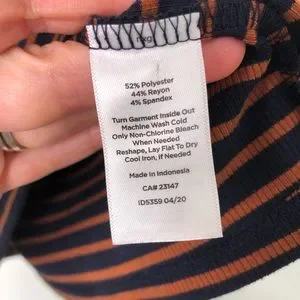 52% Polyester
44% Rayon
4% Spandex
Turn Garment Inside Out
Machine Wash Cold
Only Non-Chlorine Bleach
When Needed
Reshape, Lay Flat To Dry
Cool Iron, If Needed
Made in Indonesia
CA# 23147
ID5359 04/20